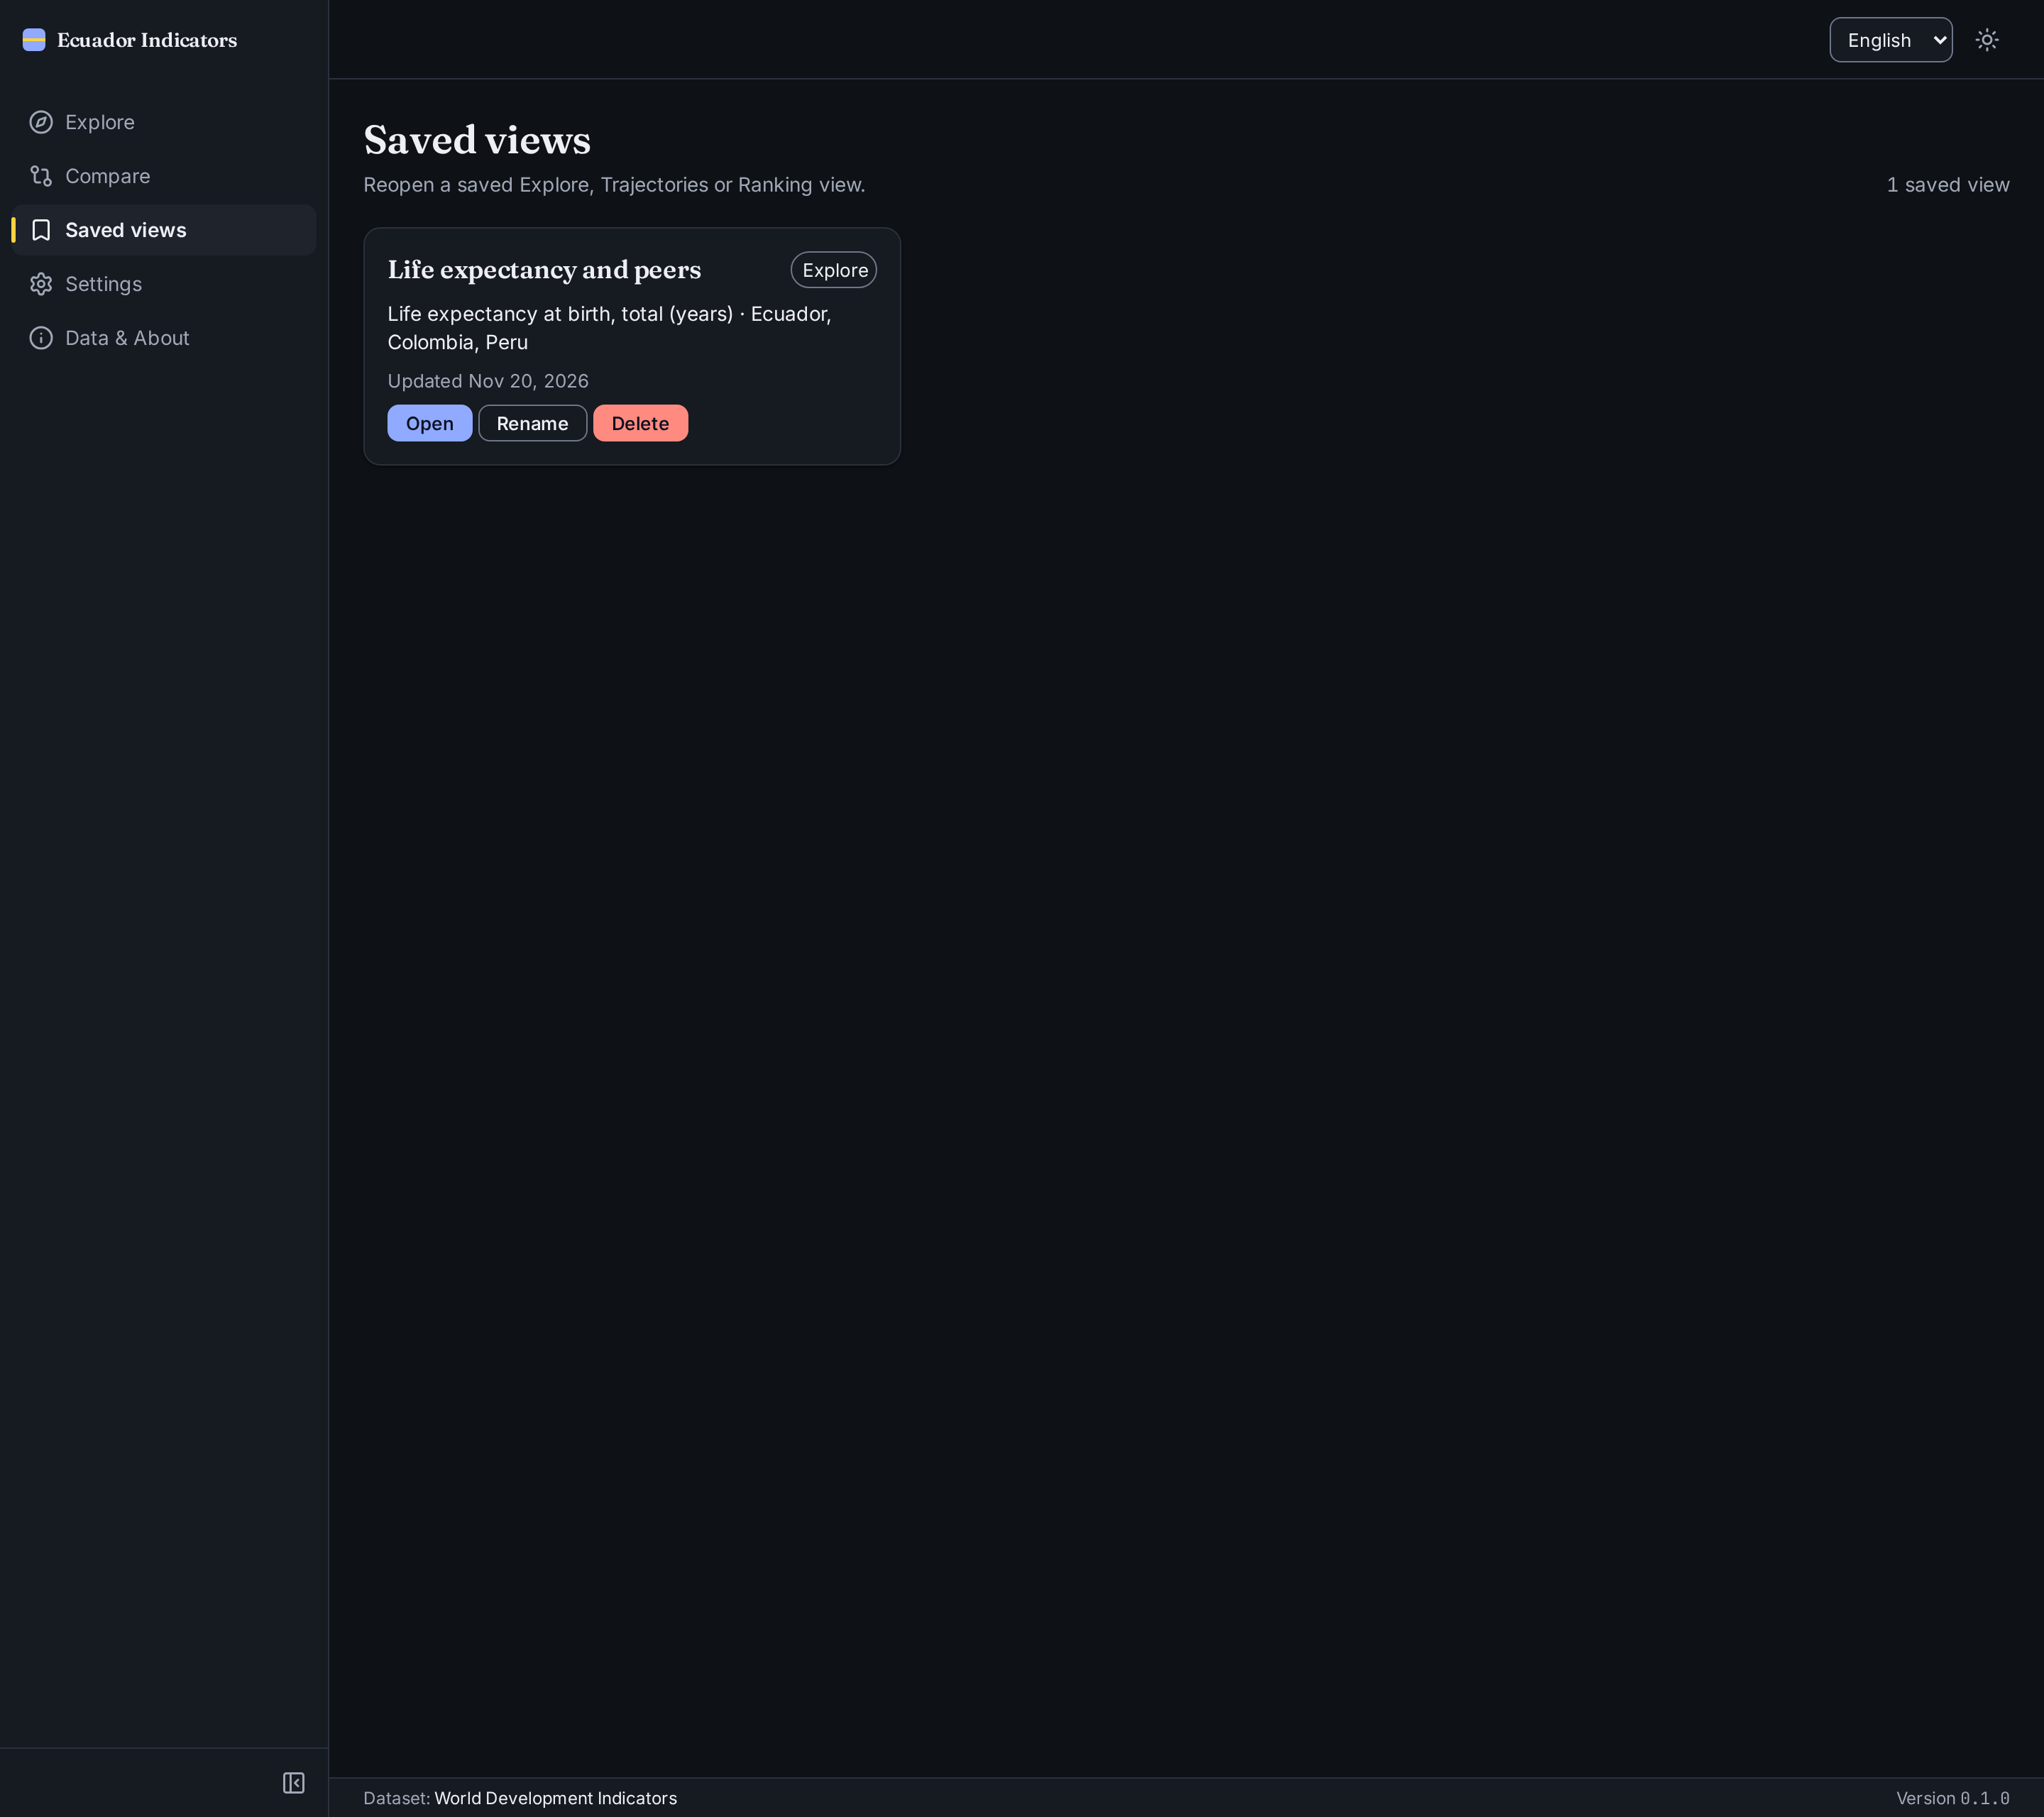 Ecuador Indicators
English
Explore
Compare
Saved views
Settings
Data & About
Saved views
Reopen a saved Explore, Trajectories or Ranking view.
1 saved view
Life expectancy and peers
Explore
Life expectancy at birth, total (years) · Ecuador,
Colombia, Peru
Updated Nov 20, 2026
Open
Rename
Delete
Dataset: World Development Indicators
Version 0.1.0